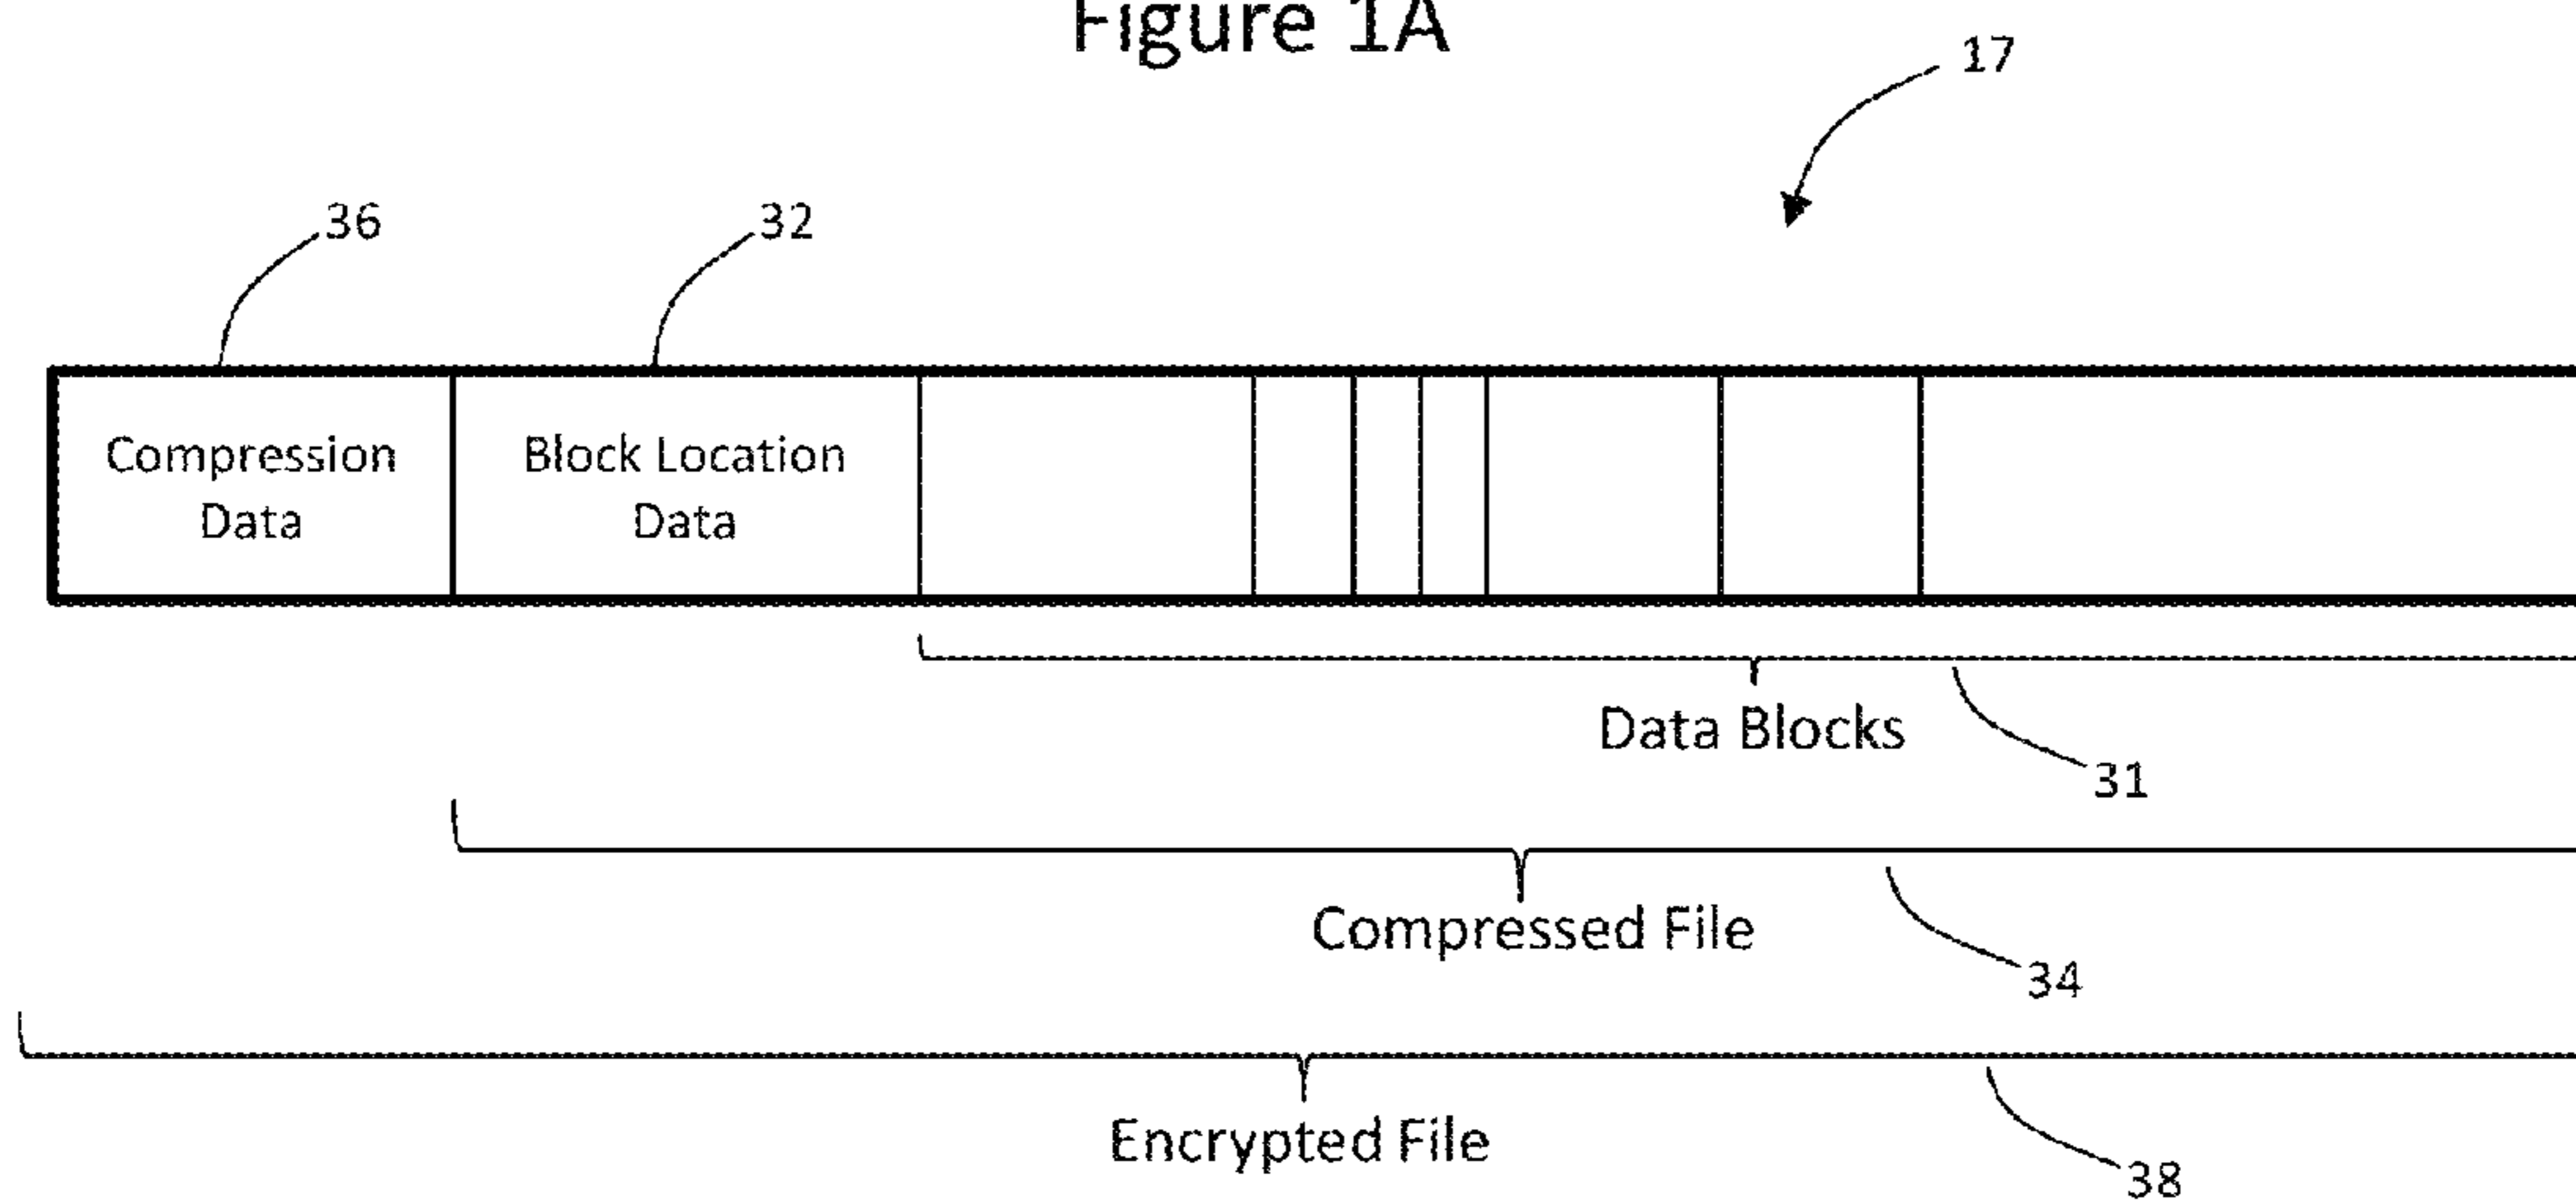 Figure 1A
17
36
32
Compression
Data
Block Location
Data
Data Blocks
31
Compressed File
34
Encrypted File
38